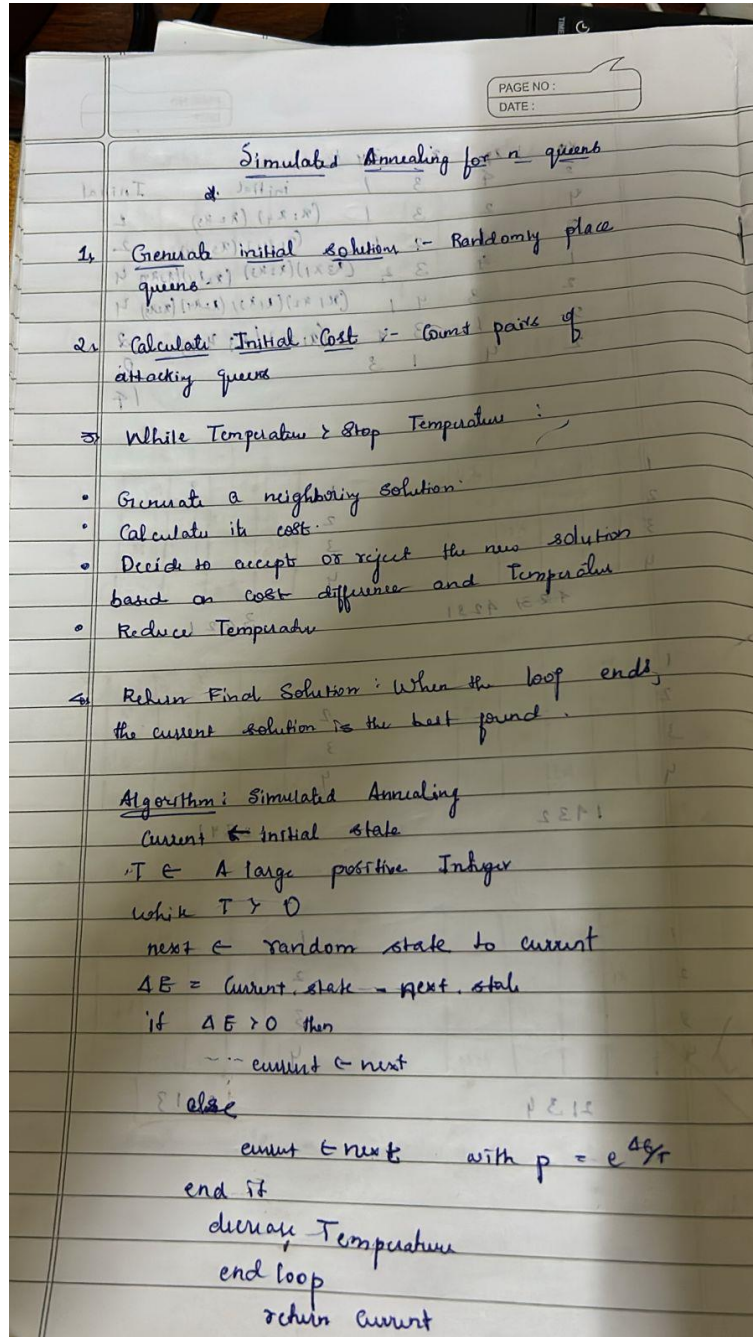 TIME
PAGE NO :
DATE :
Simulated Annealing for n queens
1, Generate initial solution :- Randomly place
queens.
2, Calculate Initial Cost :- Count pairs of
attacking queens
3, While Temperature > Stop Temperature :
• Generate a neighboring solution.
• Calculate its cost.
• Decide to accept or reject the new solution
based on cost difference and Temperature
• Reduce Temperature
4, Return Final Solution : When the loop ends,
the current solution is the best found.
Algorithm : Simulated Annealing
Current ← Initial state
T ← A large positive Integer
while T > 0
next ← random state to current
ΔE = Current.state - next.state
if ΔE > 0 then
current ← next
else
current ← next with p = e^ΔE/T
end if
decrease Temperature
end loop
return Current